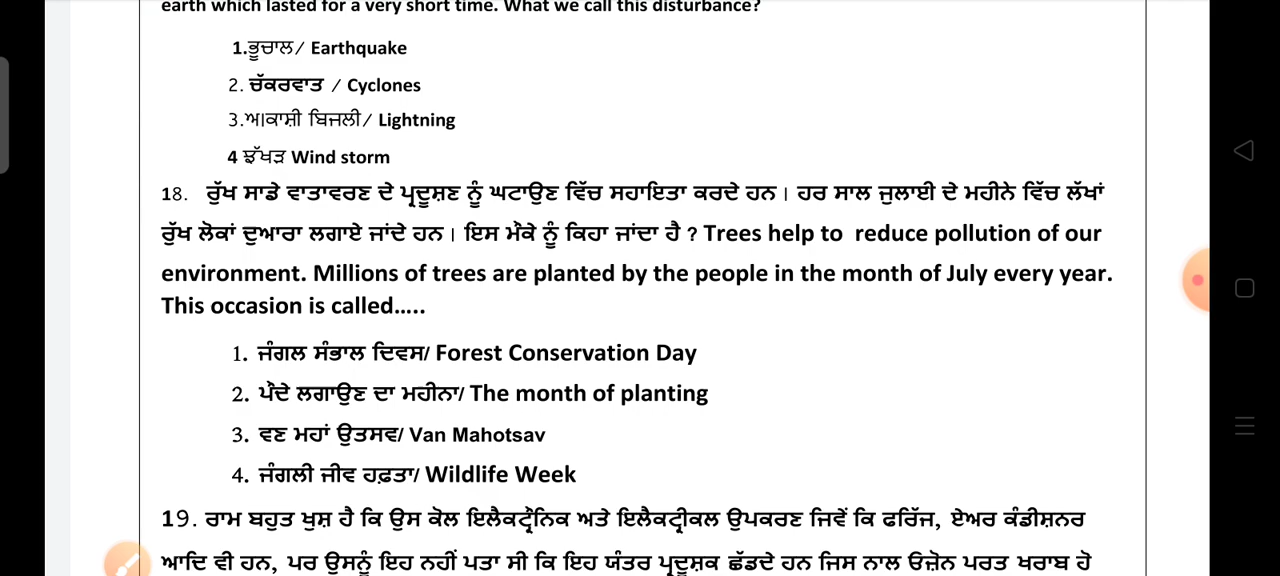 earth which lasted for a very short time. What we call this disturbance?
1.ਭੂਚਾਲ/ Earthquake
2. ਚੱਕਰਵਾਤ / Cyclones
3.ਅਾਕਾਸ਼ੀ ਬਿਜਲੀ/ Lightning
4 ਝੱਖੜ Wind storm
18. ਰੁੱਖ ਸਾਡੇ ਵਾਤਾਵਰਣ ਦੇ ਪ੍ਰਦੂਸ਼ਣ ਨੂੰ ਘਟਾਉਣ ਵਿੱਚ ਸਹਾਇਤਾ ਕਰਦੇ ਹਨ। ਹਰ ਸਾਲ ਜੁਲਾਈ ਦੇ ਮਹੀਨੇ ਵਿੱਚ ਲੱਖਾਂ
ਰੁੱਖ ਲੋਕਾਂ ਦੁਆਰਾ ਲਗਾਏ ਜਾਂਦੇ ਹਨ। ਇਸ ਮੌਕੇ ਨੂੰ ਕਿਹਾ ਜਾਂਦਾ ਹੈ ? Trees help to reduce pollution of our
environment. Millions of trees are planted by the people in the month of July every year.
This occasion is called.....
1. ਜੰਗਲ ਸੰਭਾਲ ਦਿਵਸ/ Forest Conservation Day
2. ਪੌਦੇ ਲਗਾਉਣ ਦਾ ਮਹੀਨਾ/ The month of planting
3. ਵਣ ਮਹਾਂ ਉਤਸਵ/ Van Mahotsav
4. ਜੰਗਲੀ ਜੀਵ ਹਫ਼ਤਾ/ Wildlife Week
19. ਰਾਮ ਬਹੁਤ ਖੁਸ਼ ਹੈ ਕਿ ਉਸ ਕੋਲ ਇਲੈਕਟ੍ਰੌਨਿਕ ਅਤੇ ਇਲੈਕਟ੍ਰੀਕਲ ਉਪਕਰਣ ਜਿਵੇਂ ਕਿ ਫਰਿੱਜ, ਏਅਰ ਕੰਡੀਸ਼ਨਰ
ਆਦਿ ਵੀ ਹਨ, ਪਰ ਉਸਨੂੰ ਇਹ ਨਹੀਂ ਪਤਾ ਸੀ ਕਿ ਇਹ ਯੰਤਰ ਪ੍ਰਦੂਸ਼ਕ ਛੱਡਦੇ ਹਨ ਜਿਸ ਨਾਲ ਓਜ਼ੋਨ ਪਰਤ ਖਰਾਬ ਹੋ